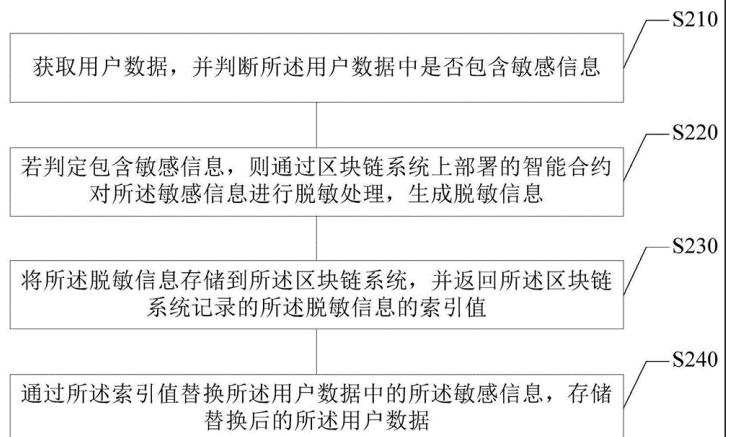 S210
获取用户数据，并判断所述用户数据中是否包含敏感信息
S220
若判定包含敏感信息，则通过区块链系统上部署的智能合约
对所述敏感信息进行脱敏处理，生成脱敏信息
S230
将所述脱敏信息存储到所述区块链系统，并返回所述区块链
系统记录的所述脱敏信息的索引值
S240
通过所述索引值替换所述用户数据中的所述敏感信息，存储
替换后的所述用户数据